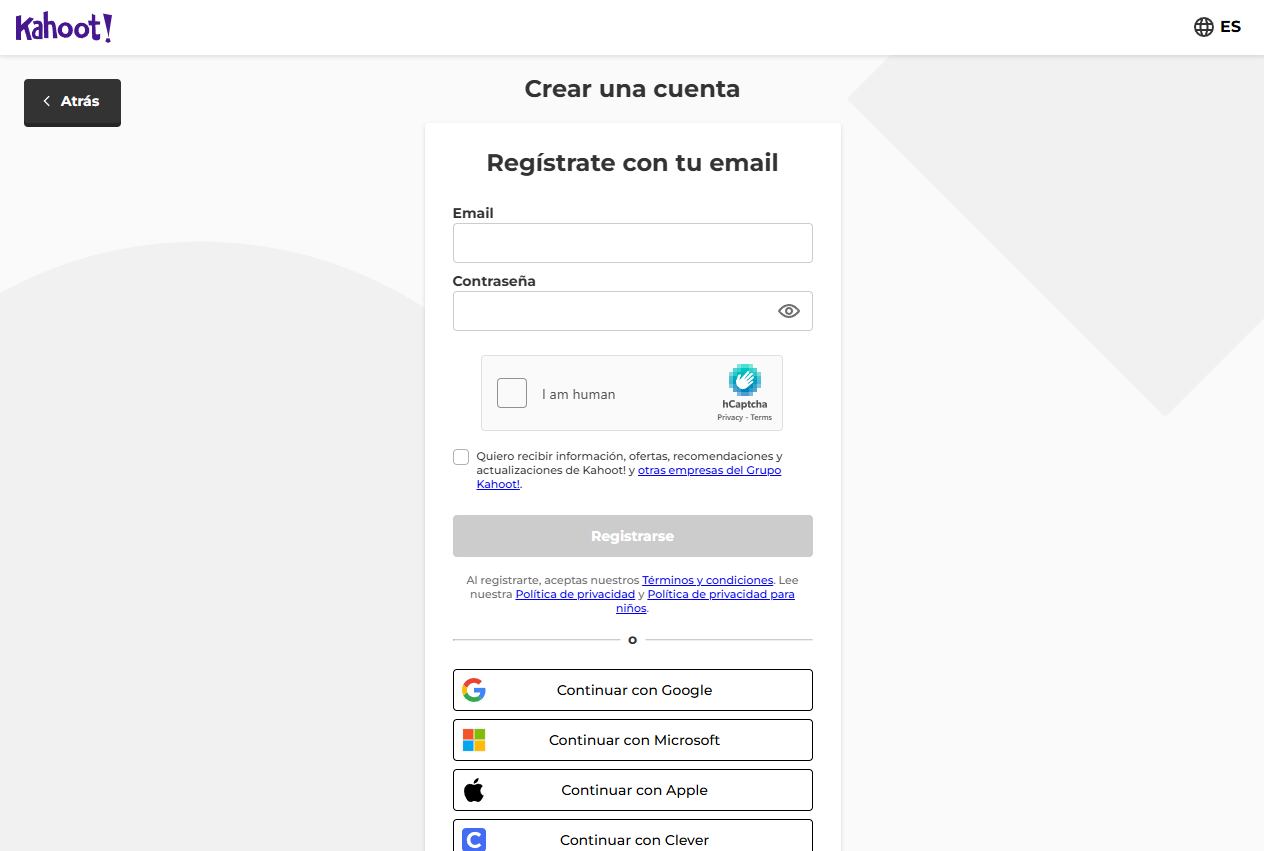 Kahoot!
ES
Atrás
Crear una cuenta
Regístrate con tu email
Email
Contraseña
I am human
hCaptcha
Privacy - Terms
Quiero recibir información, ofertas, recomendaciones y
actualizaciones de Kahoot! y otras empresas del Grupo
Kahoot!.
Registrarse
Al registrarte, aceptas nuestros Términos y condiciones. Lee
nuestra Política de privacidad y Política de privacidad para
niños.
o
Continuar con Google
Continuar con Microsoft
Continuar con Apple
C Continuar con Clever